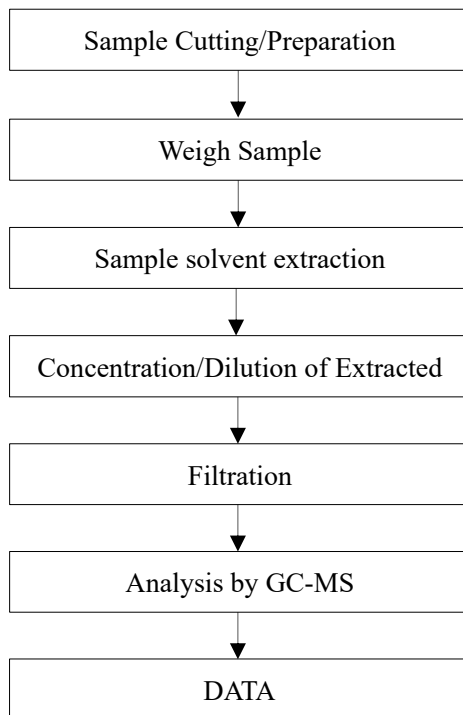 Sample Cutting/Preparation
Weigh Sample
Sample solvent extraction
Concentration/Dilution of Extracted
Filtration
Analysis by GC-MS
DATA